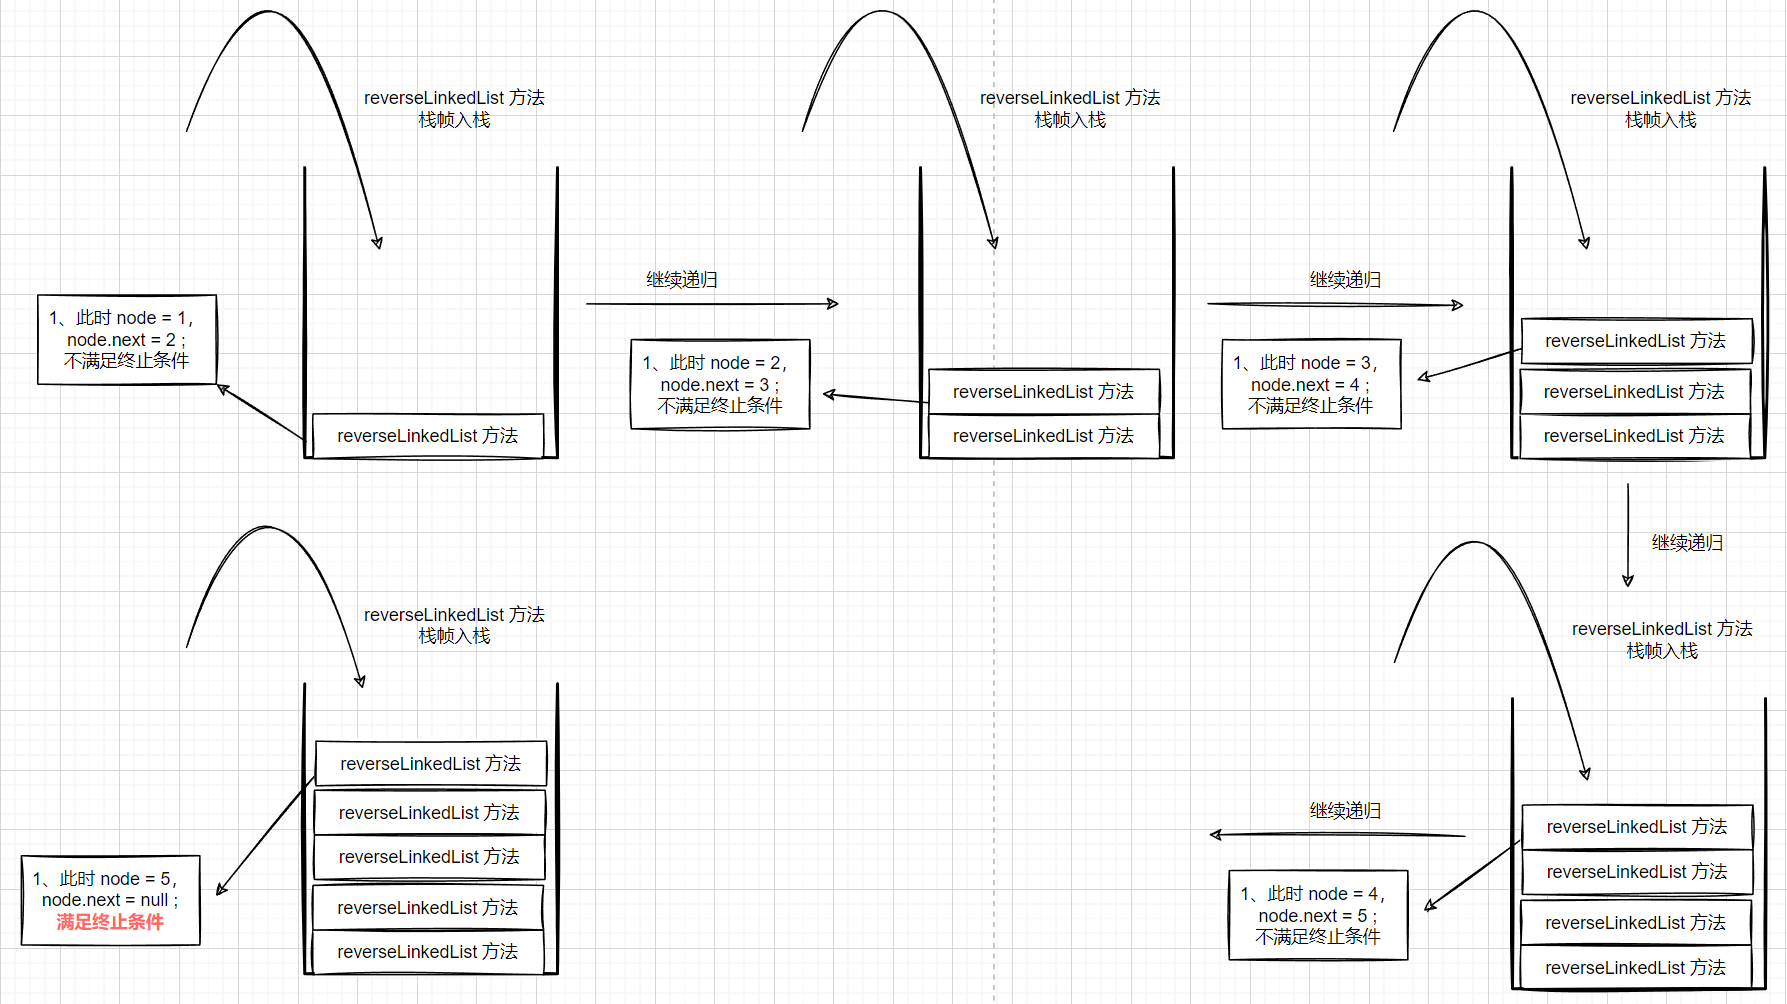 reverseLinkedList 方法
栈帧入栈
reverseLinkedList 方法
栈帧入栈
reverseLinkedList 方法
栈帧入栈
继续递归
继续递归
1、此时 node = 1，
node.next = 2 ;
不满足终止条件
reverseLinkedList 方法
1、此时 node = 2，
node.next = 3 ;
不满足终止条件
reverseLinkedList 方法
reverseLinkedList 方法
1、此时 node = 3，
node.next = 4 ;
不满足终止条件
reverseLinkedList 方法
reverseLinkedList 方法
reverseLinkedList 方法
继续递归
reverseLinkedList 方法
栈帧入栈
reverseLinkedList 方法
栈帧入栈
reverseLinkedList 方法
reverseLinkedList 方法
reverseLinkedList 方法
reverseLinkedList 方法
reverseLinkedList 方法
1、此时 node = 5，
node.next = null ;
满足终止条件
继续递归
1、此时 node = 4，
node.next = 5 ;
不满足终止条件
reverseLinkedList 方法
reverseLinkedList 方法
reverseLinkedList 方法
reverseLinkedList 方法